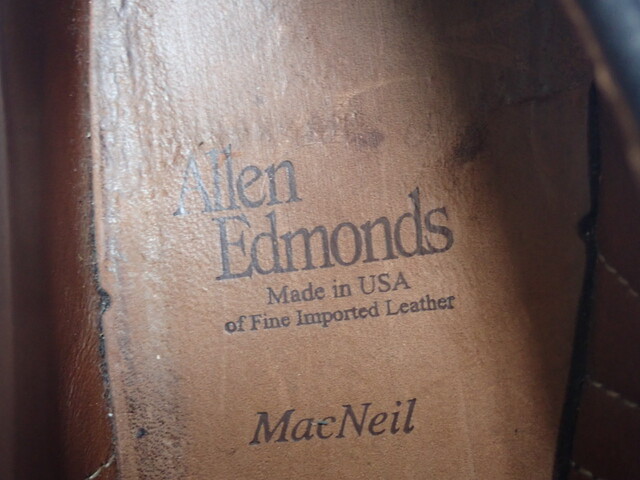 Allen
Edmonds
Made in USA
of Fine Imported Leather
MacNeil